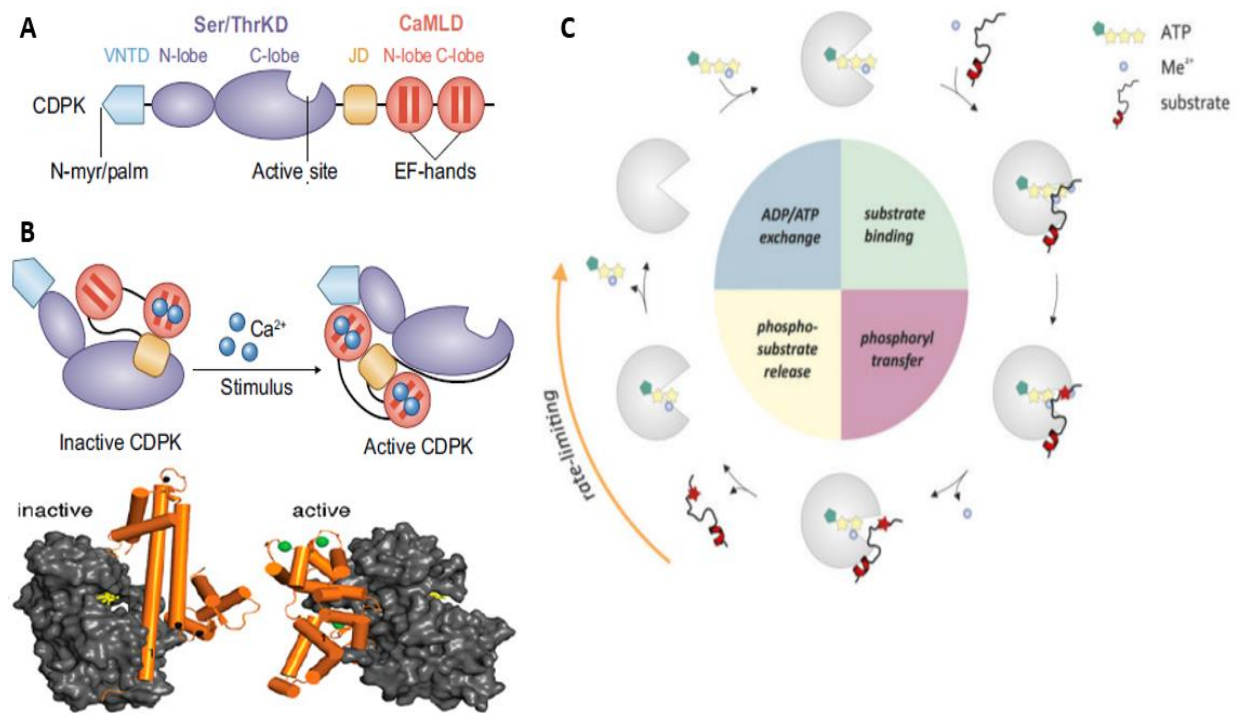 A
Ser/ThrKD
CaMLD
VNTD
N-lobe
C-lobe
JD
N-lobe
C-lobe
CDPK
N-myr/palm
Active site
EF-hands
B
Ca²⁺
Stimulus
Inactive CDPK
Active CDPK
inactive
active
C
ATP
Me²⁺
substrate
ADP/ATP
exchange
substrate
binding
phospho-
substrate
release
phosphoryl
transfer
rate-limiting